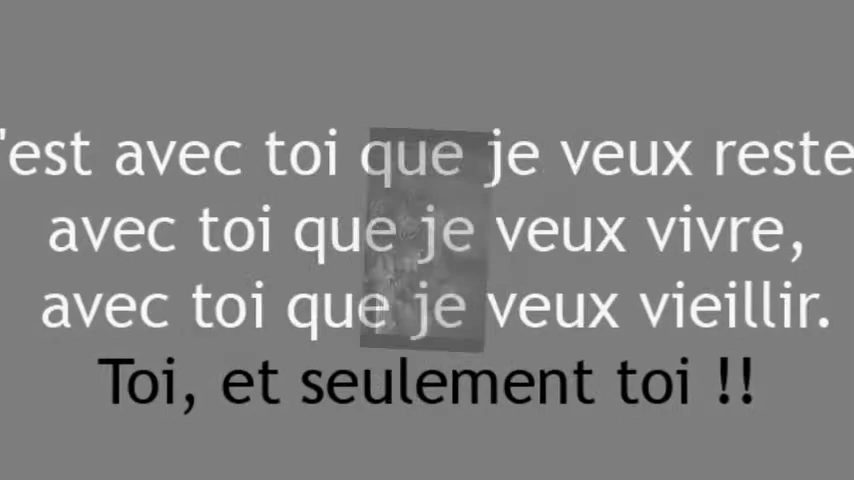 'est avec toi que je veux reste
avec toi que je veux vivre,
avec toi que je veux vieillir.
Toi, et seulement toi !!